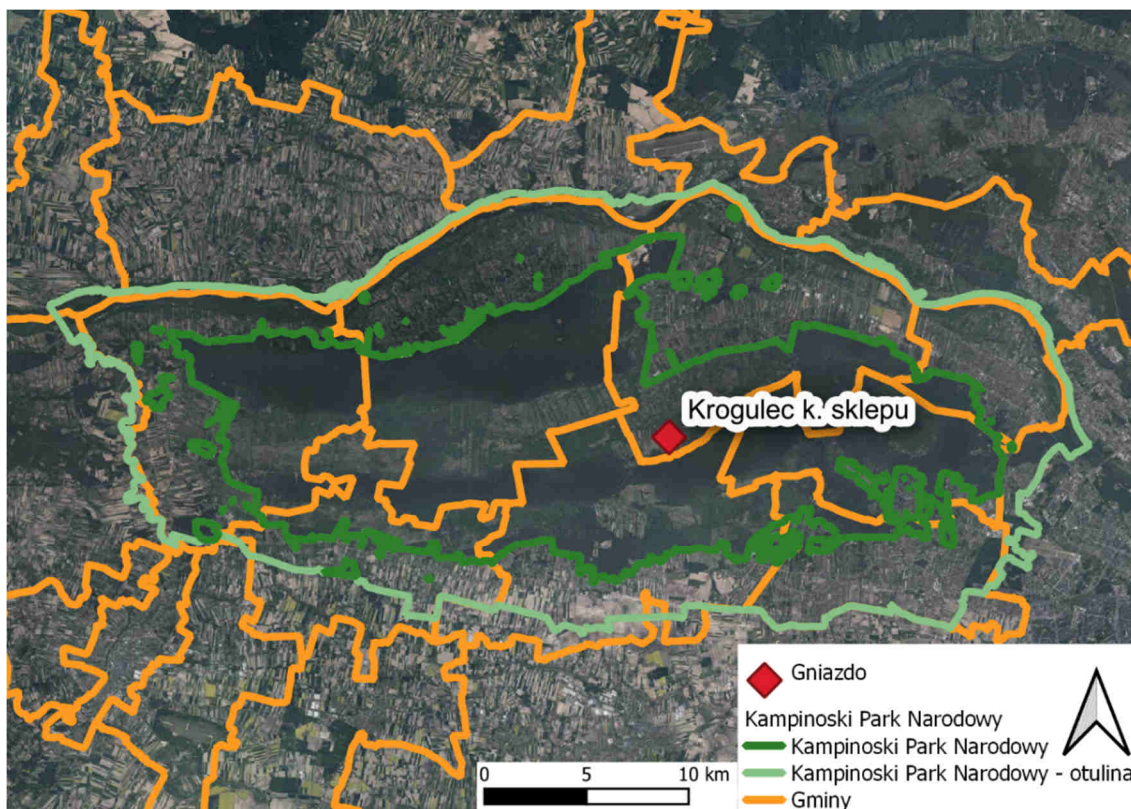 Krogulec k. sklepu
Gniazdo
Kampinoski Park Narodowy
Kampinoski Park Narodowy
Kampinoski Park Narodowy - otulina
Gminy
0 5 10 km